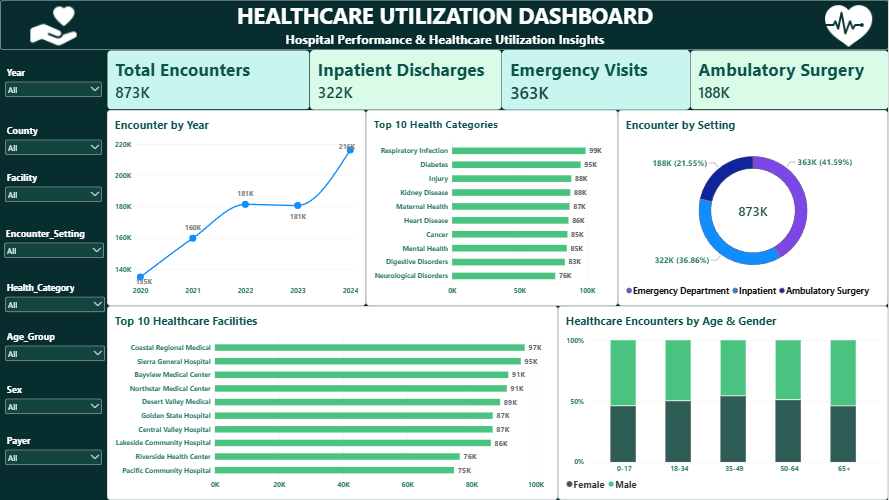 HEALTHCARE UTILIZATION DASHBOARD
Hospital Performance & Healthcare Utilization Insights
Year
All
County
All
Facility
All
Encounter_Setting
All
Health_Category
All
Age_Group
All
Sex
All
Payer
All
Total Encounters
873K
Inpatient Discharges
322K
Emergency Visits
363K
Ambulatory Surgery
188K
Encounter by Year
220K
200K
180K
160K
140K
135K
160K
181K
181K
216K
2020 2021 2022 2023 2024
Top 10 Health Categories
Respiratory Infection 99K
Diabetes 95K
Injury 88K
Kidney Disease 88K
Maternal Health 87K
Heart Disease 86K
Cancer 85K
Mental Health 85K
Digestive Disorders 83K
Neurological Disorders 76K
0K 50K 100K
Encounter by Setting
188K (21.55%)
363K (41.59%)
873K
322K (36.86%)
Emergency Department Inpatient Ambulatory Surgery
Top 10 Healthcare Facilities
Coastal Regional Medical 97K
Sierra General Hospital 95K
Bayview Medical Center 91K
Northstar Medical Center 91K
Desert Valley Medical 89K
Golden State Hospital 87K
Central Valley Hospital 87K
Lakeside Community Hospital 86K
Riverside Health Center 76K
Pacific Community Hospital 75K
0K 20K 40K 60K 80K 100K
Healthcare Encounters by Age & Gender
100%
50%
0%
0-17 18-34 35-49 50-64 65+
Female Male